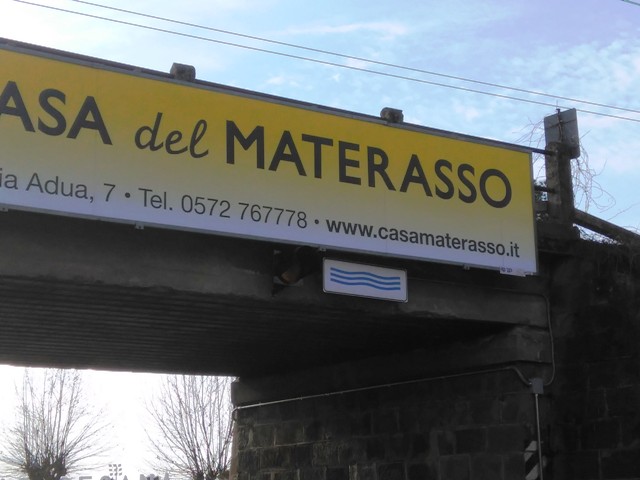 ASA del MATERASSO
ia Adua, 7 • Tel. 0572 767778 • www.casamaterasso.it